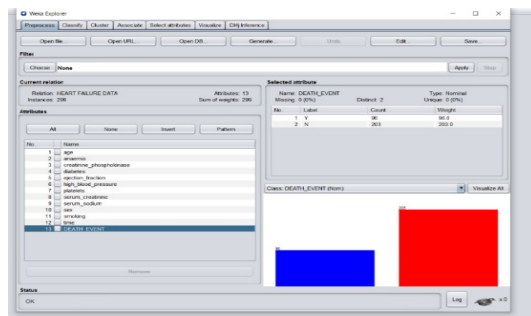 Weka Explorer
Preprocess Classify Cluster Associate Select attributes Visualize
Open file... Open URL... Open DB... Generate... Undo Edit... Save...
Filter
Choose None Apply Stop
Current relation
Relation: HEART FAILURE DATA Attributes: 13
Instances: 299 Sum of weights: 299
Selected attribute
Name: DEATH_EVENT Type: Nominal
Missing: 0 (0%) Distinct: 2 Unique: 0 (0%)
No. Label Count Weight
1 Y 96 96.0
2 N 203 203.0
Attributes
All None Invert Pattern
No. Name
1 age
2 anaemia
3 creatinine_phosphokinase
4 diabetes
5 ejection_fraction
6 high_blood_pressure
7 platelets
8 serum_creatinine
9 serum_sodium
10 sex
11 smoking
12 time
13 DEATH_EVENT
Remove
Class: DEATH_EVENT (Nom) Visualize All
Status
OK
Log x 0